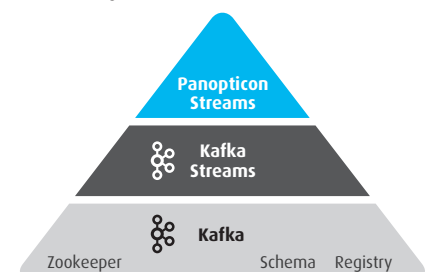 Panopticon
Streams
Kafka
Streams
Kafka
Zookeeper Schema Registry